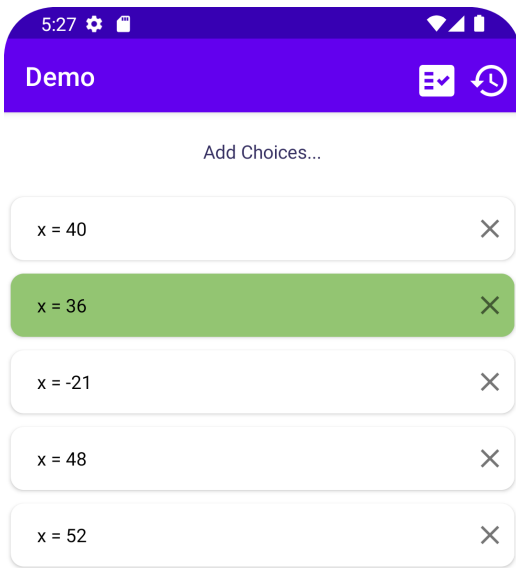 5:27
Demo
Add Choices...
x = 40
x = 36
x = -21
x = 48
x = 52